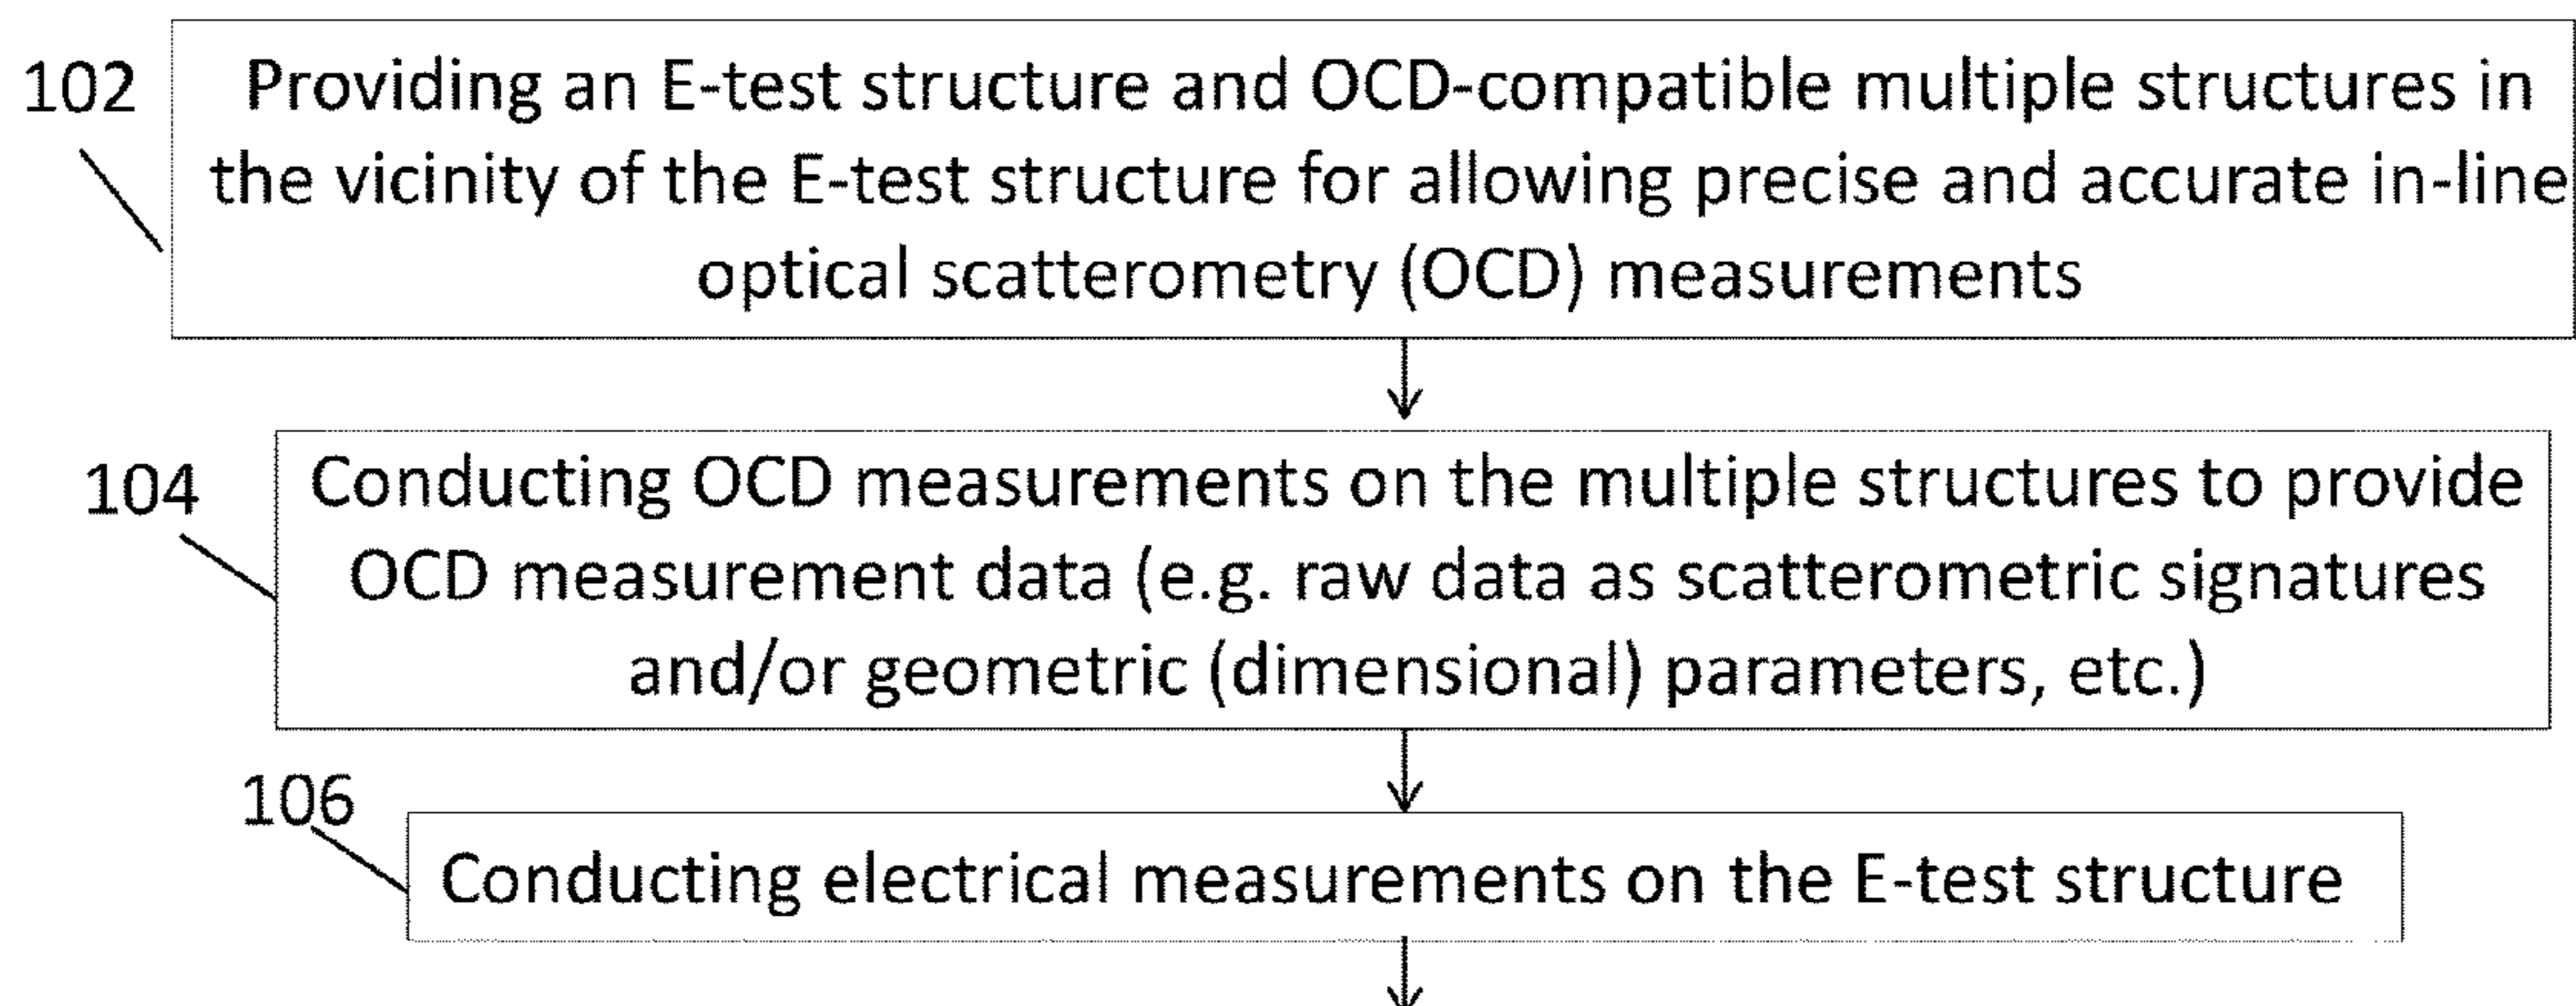 102
Providing an E-test structure and OCD-compatible multiple structures in
the vicinity of the E-test structure for allowing precise and accurate in-line
optical scatterometry (OCD) measurements
104
Conducting OCD measurements on the multiple structures to provide
OCD measurement data (e.g. raw data as scatterometric signatures
and/or geometric (dimensional) parameters, etc.)
106
Conducting electrical measurements on the E-test structure